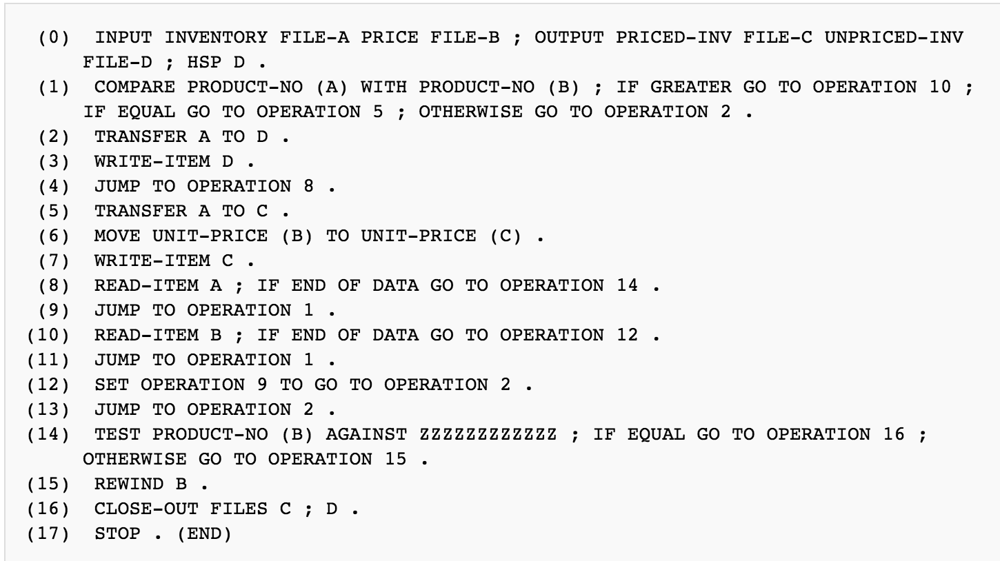 (0) INPUT INVENTORY FILE-A PRICE FILE-B ; OUTPUT PRICED-INV FILE-C UNPRICED-INV
FILE-D ; HSP D .
(1) COMPARE PRODUCT-NO (A) WITH PRODUCT-NO (B) ; IF GREATER GO TO OPERATION 10 ;
IF EQUAL GO TO OPERATION 5 ; OTHERWISE GO TO OPERATION 2 .
(2) TRANSFER A TO D .
(3) WRITE-ITEM D .
(4) JUMP TO OPERATION 8 .
(5) TRANSFER A TO C .
(6) MOVE UNIT-PRICE (B) TO UNIT-PRICE (C) .
(7) WRITE-ITEM C .
(8) READ-ITEM A ; IF END OF DATA GO TO OPERATION 14 .
(9) JUMP TO OPERATION 1 .
(10) READ-ITEM B ; IF END OF DATA GO TO OPERATION 12 .
(11) JUMP TO OPERATION 1 .
(12) SET OPERATION 9 TO GO TO OPERATION 2 .
(13) JUMP TO OPERATION 2 .
(14) TEST PRODUCT-NO (B) AGAINST ZZZZZZZZZZZZ ; IF EQUAL GO TO OPERATION 16 ;
OTHERWISE GO TO OPERATION 15 .
(15) REWIND B .
(16) CLOSE-OUT FILES C ; D .
(17) STOP . (END)